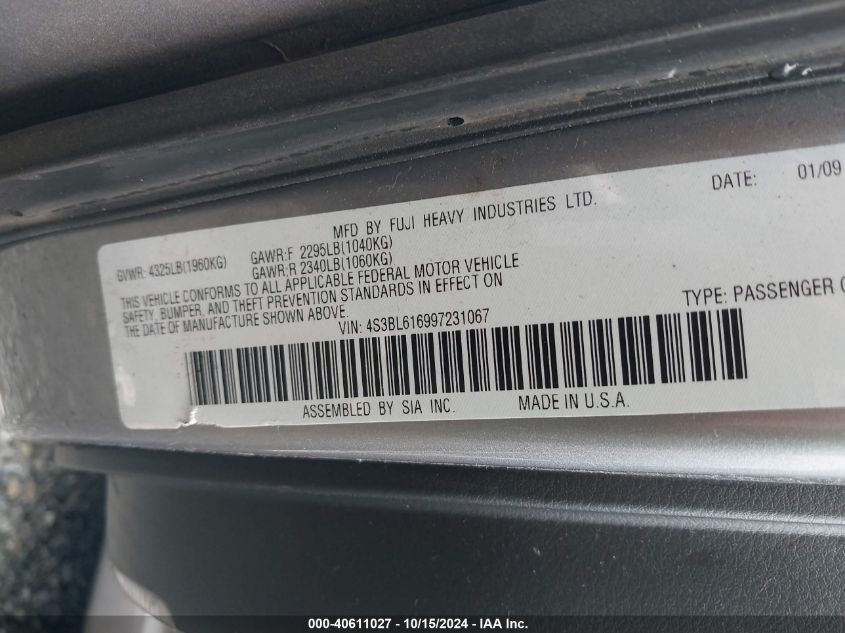 MFD BY FUJI HEAVY INDUSTRIES LTD. DATE: 01/09
GVWR: 4325LB(1960KG) GAWR:F 2295LB(1040KG)
GAWR:R 2340LB(1060KG)
THIS VEHICLE CONFORMS TO ALL APPLICABLE FEDERAL MOTOR VEHICLE
SAFETY, BUMPER, AND THEFT PREVENTION STANDARDS IN EFFECT ON
THE DATE OF MANUFACTURE SHOWN ABOVE.
VIN: 4S3BL616997231067 TYPE: PASSENGER
ASSEMBLED BY SIA INC. MADE IN U.S.A.
000-40611027 - 10/15/2024 - IAA Inc.